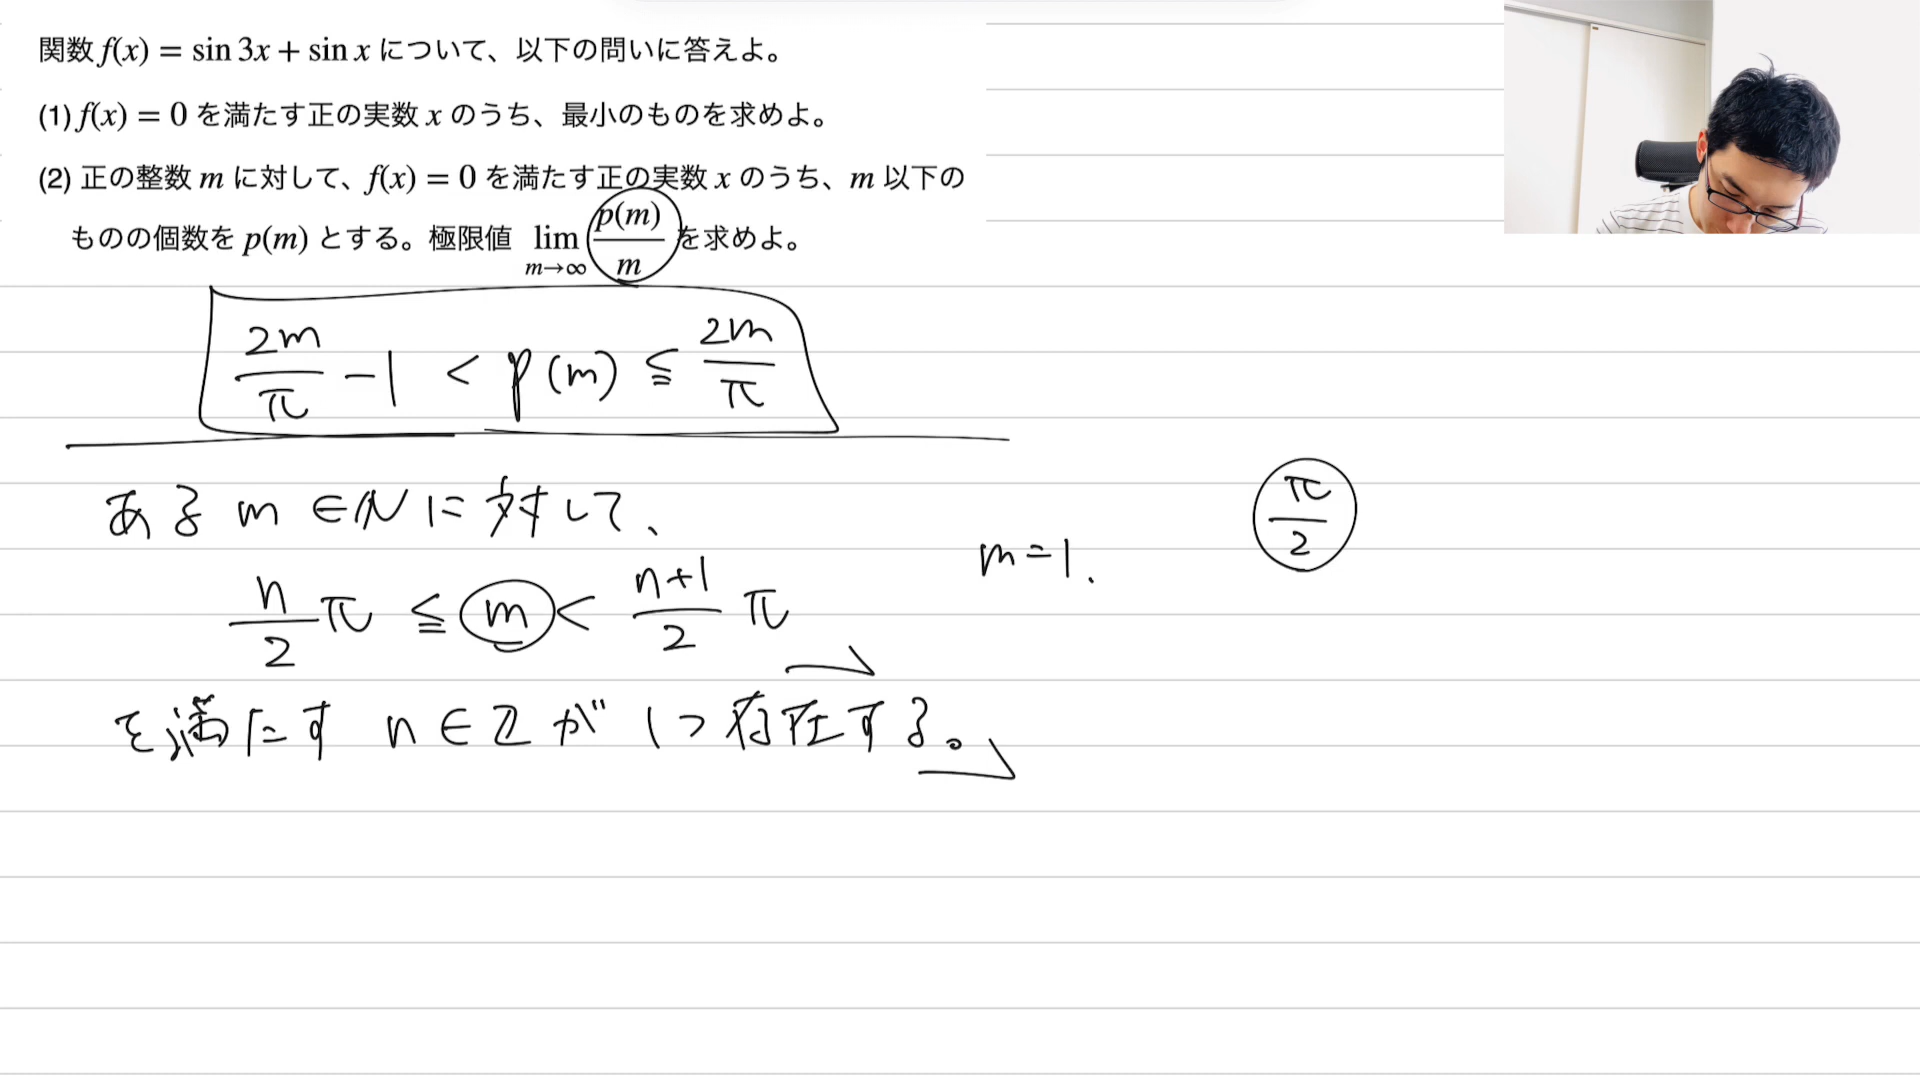 関数 f(x) = sin 3x + sin x について、以下の問いに答えよ。
(1) f(x) = 0 を満たす正の実数 x のうち、最小のものを求めよ。
(2) 正の整数 m に対して、f(x) = 0 を満たす正の実数 x のうち、m 以下の
ものの個数を p(m) とする。極限値 lim_{m→∞} p(m)/m を求めよ。
2m/π − 1 < p(m) ≦ 2m/π
ある m ∈ ℕ に対して、
n/2 π ≦ m < n+1/2 π
m = 1.
π/2
を満たす n ∈ ℤ が 1つ存在する。